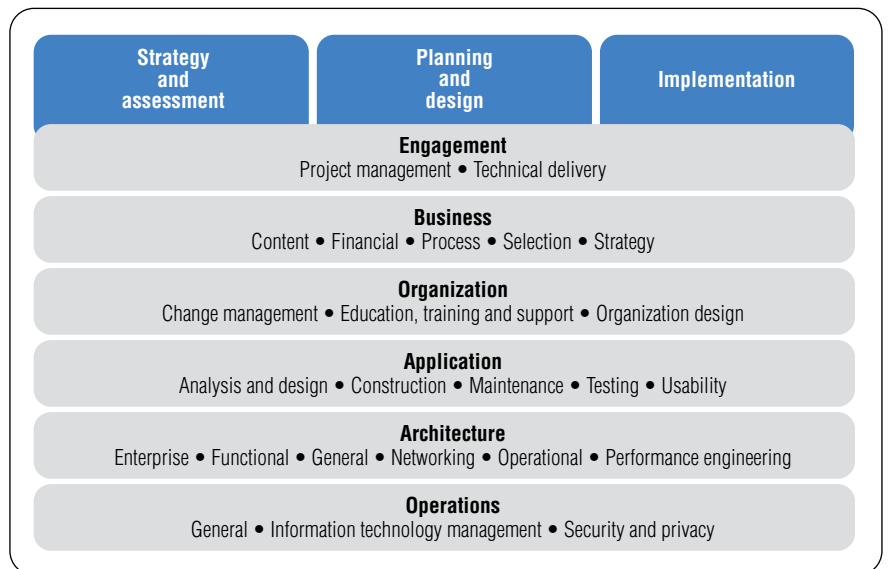 Strategy
and
assessment
Planning
and
design
Implementation
Engagement
Project management • Technical delivery
Business
Content • Financial • Process • Selection • Strategy
Organization
Change management • Education, training and support • Organization design
Application
Analysis and design • Construction • Maintenance • Testing • Usability
Architecture
Enterprise • Functional • General • Networking • Operational • Performance engineering
Operations
General • Information technology management • Security and privacy